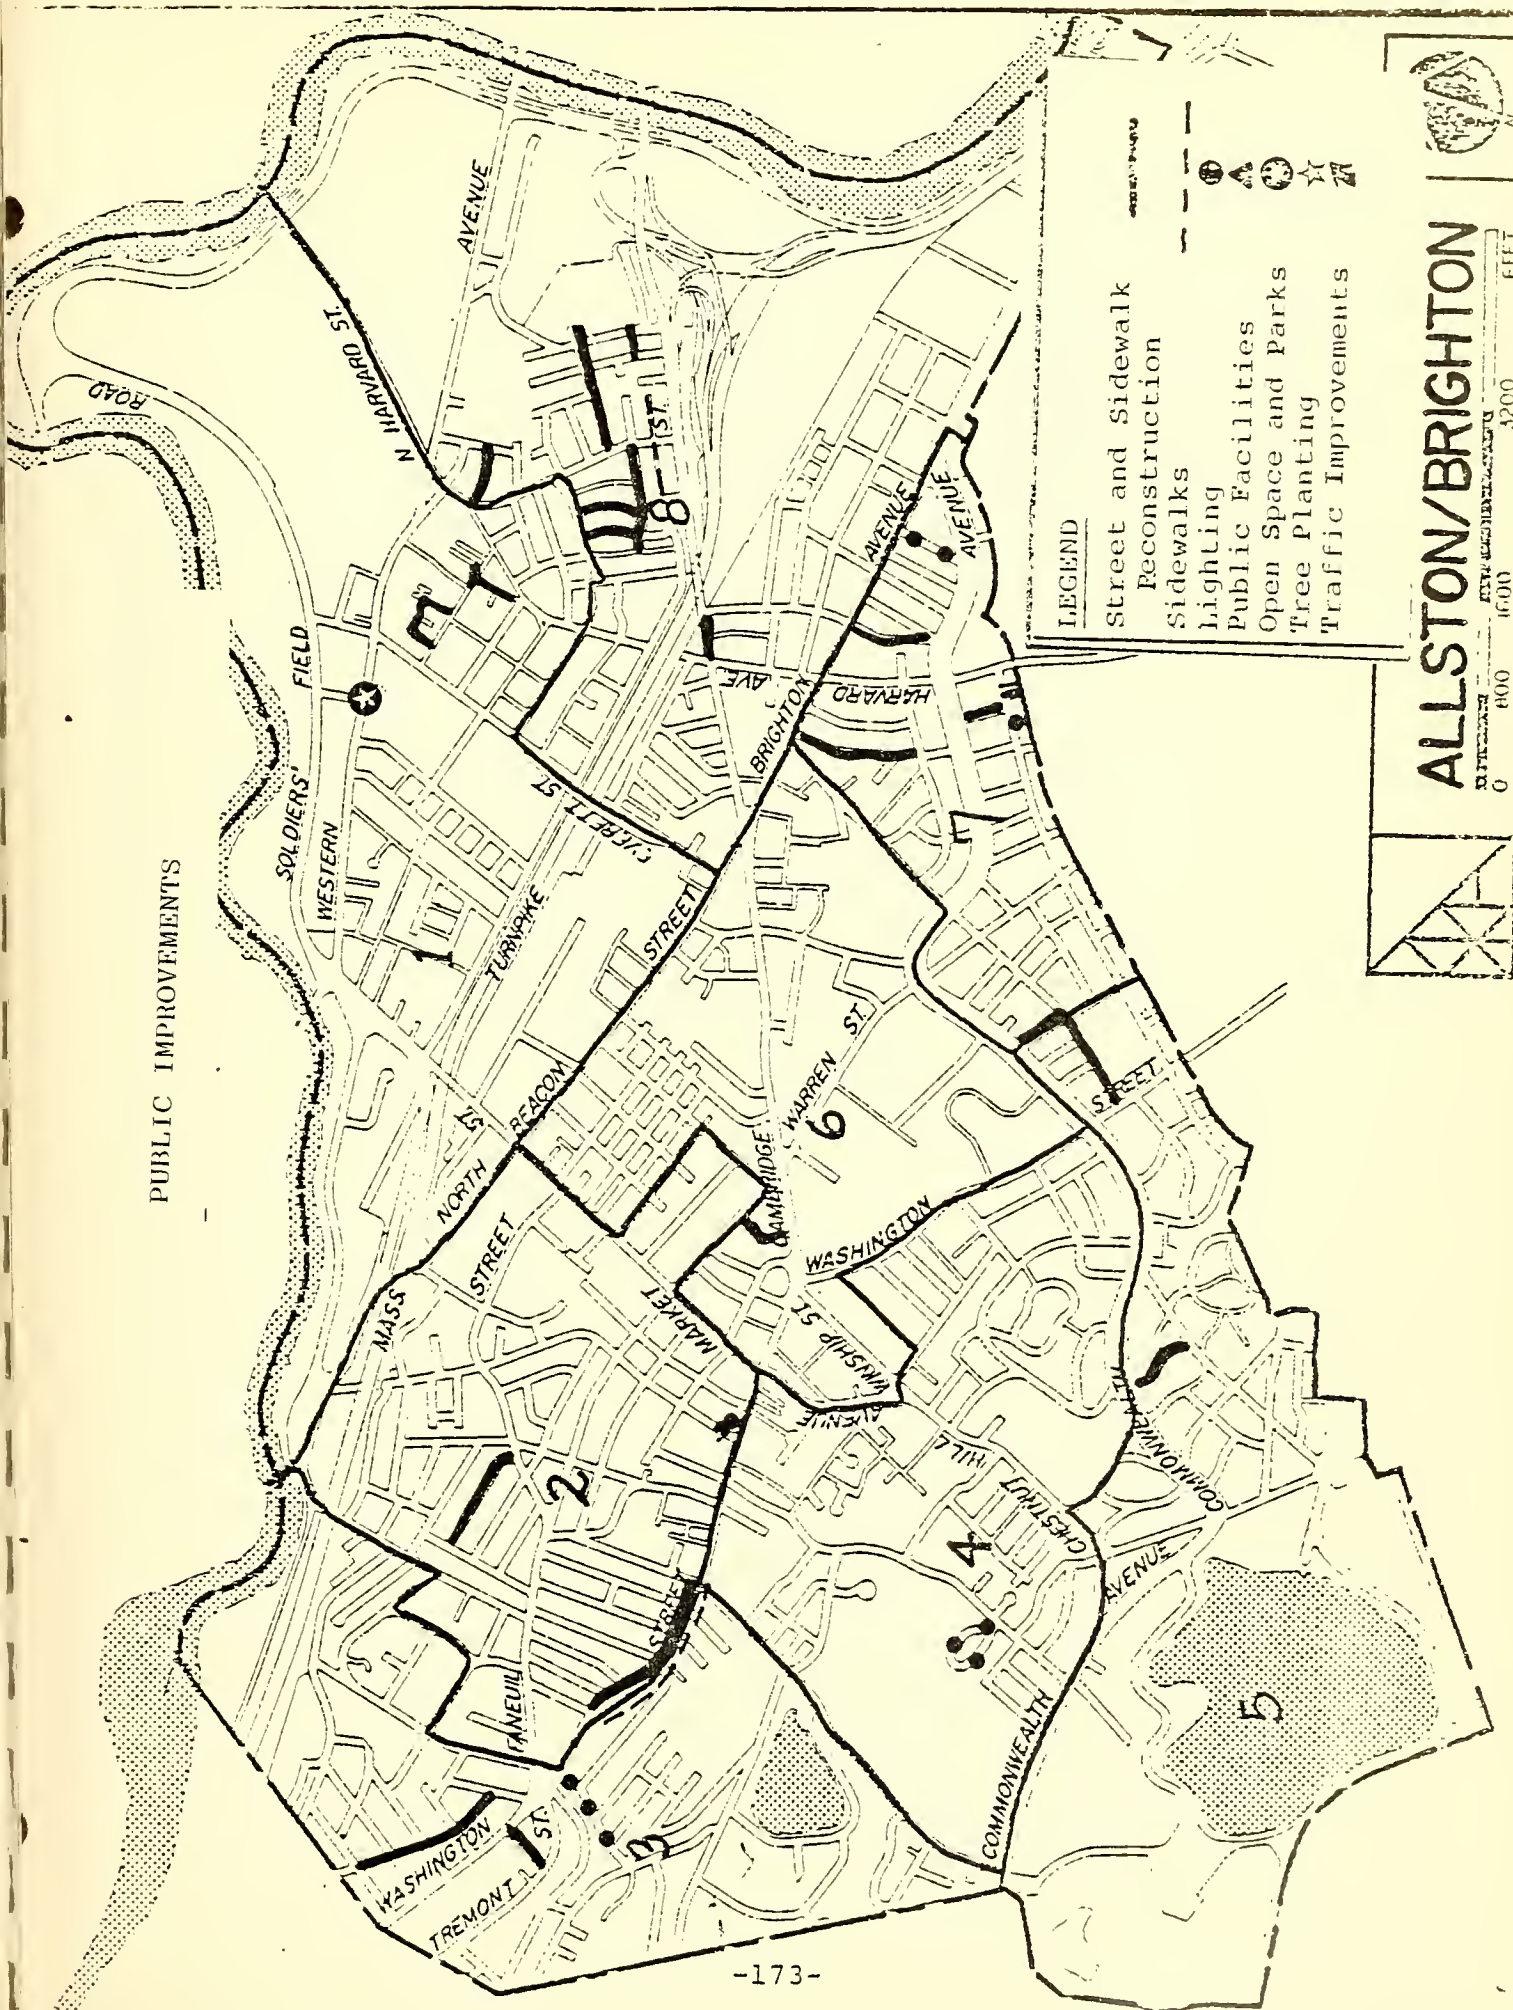 PUBLIC IMPROVEMENTS
ROAD
N HARVARD ST.
AVENUE
SOLDIERS' FIELD
WESTERN
EVERETT ST.
TURNPIKE
ST.
8
1
BRIGHTON
AVENUE
AVENUE
HARVARD
AVE
7
NORTH BEACON STREET
ST.
MASS
STREET
MARKET
CAMBRIDGE
WARREN ST.
6
WASHINGTON
STREET
WINSHIP ST
CHESTNUT HILL AVENUE
COMMONWEALTH
COMMONWEALTH
AVENUE
2
4
5
3
FANEUIL
STREET
WASHINGTON
TREMONT ST.
COMMONWEALTH
LEGEND
Street and Sidewalk
Reconstruction
Sidewalks
Lighting
Public Facilities
Open Space and Parks
Tree Planting
Traffic Improvements
ALLSTON/BRIGHTON
0 800 1600 3200 FEET
-173-